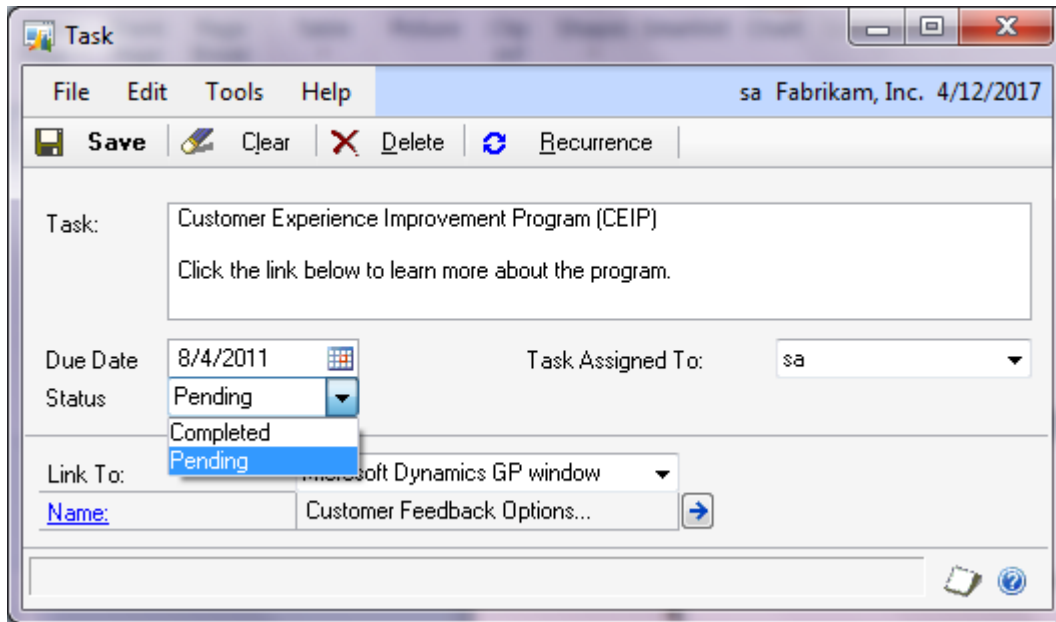 Task
File Edit Tools Help sa Fabrikam, Inc. 4/12/2017
Save Clear Delete Recurrence
Task: Customer Experience Improvement Program (CEIP)
Click the link below to learn more about the program.
Due Date 8/4/2011 Task Assigned To: sa
Status Pending
Completed
Pending
Link To: Microsoft Dynamics GP window
Name: Customer Feedback Options...